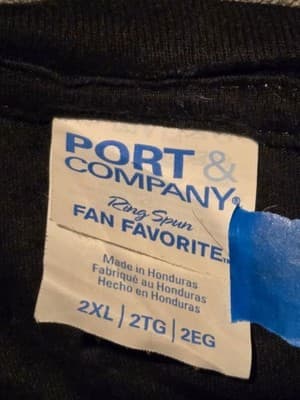 PORT &
COMPANY®
Ring Spun
FAN FAVORITE™
Made in Honduras
Fabriqué au Honduras
Hecho en Honduras
2XL | 2TG | 2EG